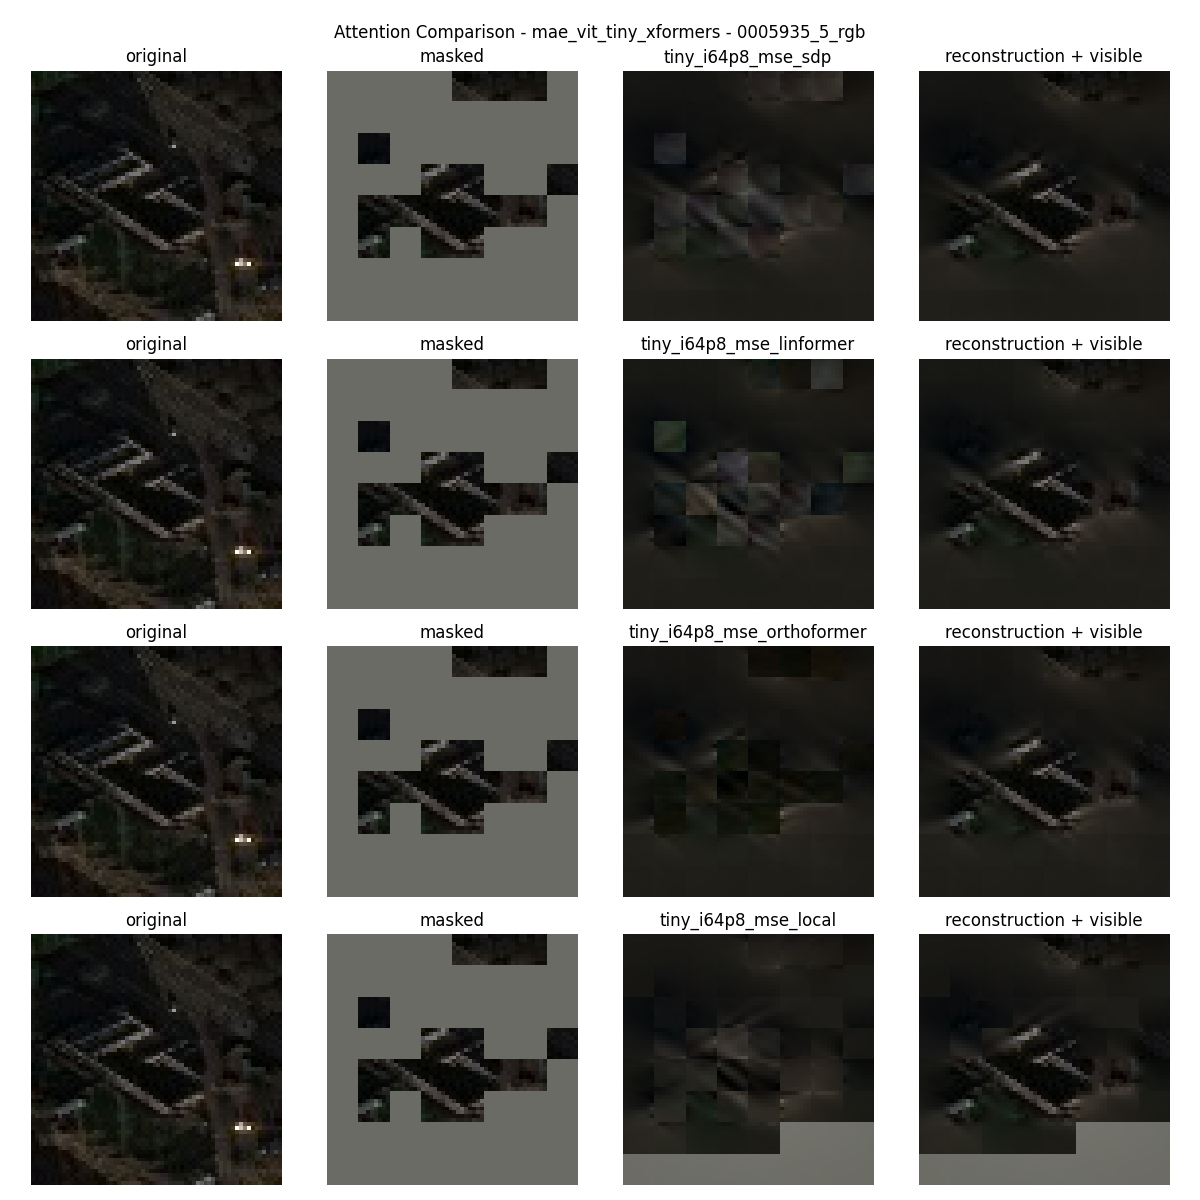 Attention Comparison - mae_vit_tiny_xformers - 0005935_5_rgb
original masked tiny_i64p8_mse_sdp reconstruction + visible
original masked tiny_i64p8_mse_linformer reconstruction + visible
original masked tiny_i64p8_mse_orthoformer reconstruction + visible
original masked tiny_i64p8_mse_local reconstruction + visible